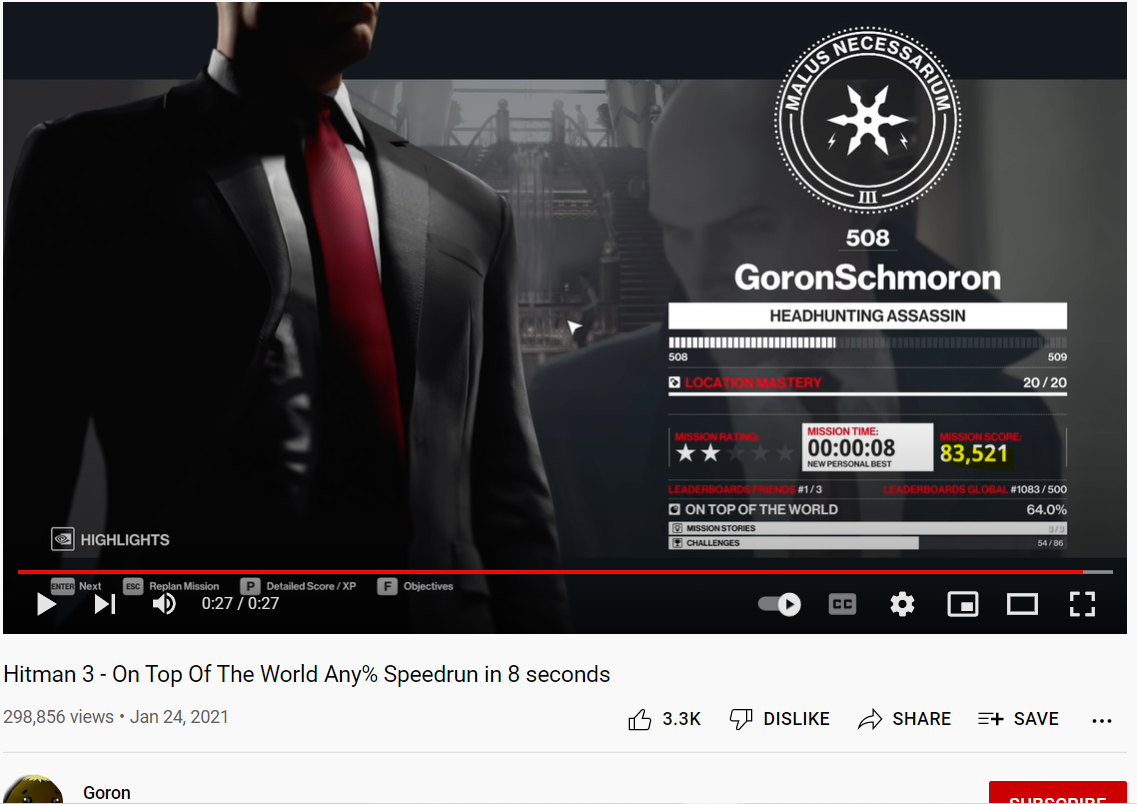 MALUS NECESSARIUM
III
508
GoronSchmoron
HEADHUNTING ASSASSIN
508 509
LOCATION MASTERY 20 / 20
MISSION RATING: MISSION TIME: MISSION SCORE:
00:00:08 83,521
NEW PERSONAL BEST
LEADERBOARDS FRIENDS #1 / 3 LEADERBOARDS GLOBAL #1083 / 500
ON TOP OF THE WORLD 64.0%
MISSION STORIES 3/3
CHALLENGES 54 / 86
HIGHLIGHTS
ENTER Next ESC Replan Mission P Detailed Score / XP F Objectives
0:27 / 0:27 CC
Hitman 3 - On Top Of The World Any% Speedrun in 8 seconds
298,856 views • Jan 24, 2021 3.3K DISLIKE SHARE SAVE ...
Goron
SUBSCRIBE